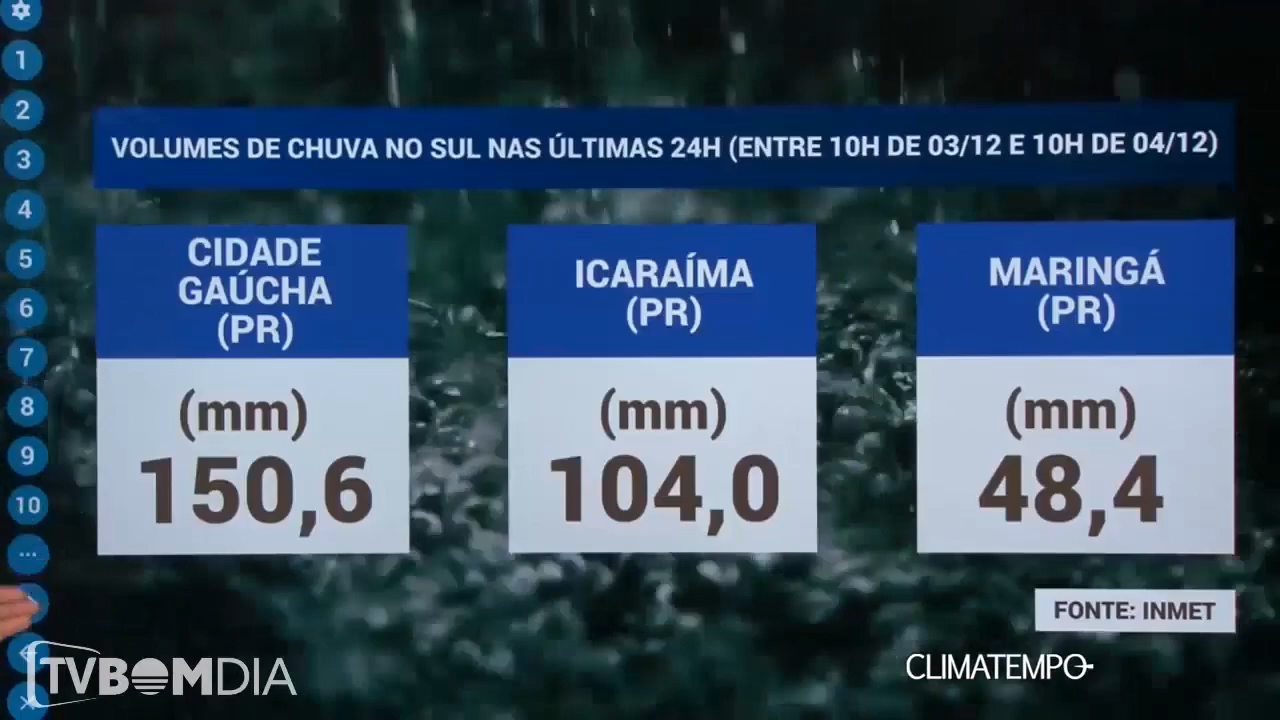 1
2
3
4
5
6
7
8
9
10
...
VOLUMES DE CHUVA NO SUL NAS ÚLTIMAS 24H (ENTRE 10H DE 03/12 E 10H DE 04/12)
CIDADE
GAÚCHA
(PR)
(mm)
150,6
ICARAÍMA
(PR)
(mm)
104,0
MARINGÁ
(PR)
(mm)
48,4
FONTE: INMET
CLIMATEMPO
TVBOMDIA